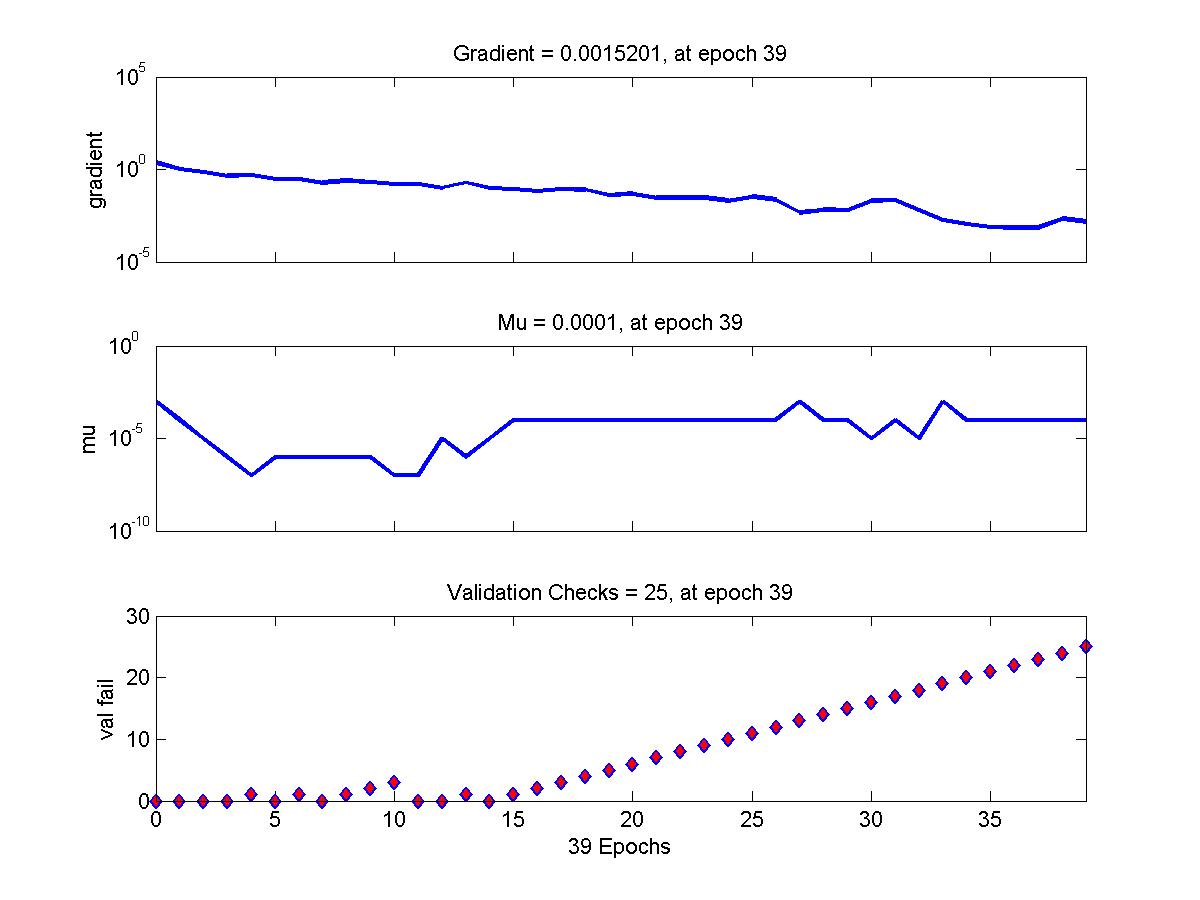 Gradient = 0.0015201, at epoch 39
10^5
10^0
10^-5
gradient
Mu = 0.0001, at epoch 39
10^0
10^-5
10^-10
mu
Validation Checks = 25, at epoch 39
30
20
10
0
val fail
0 5 10 15 20 25 30 35
39 Epochs